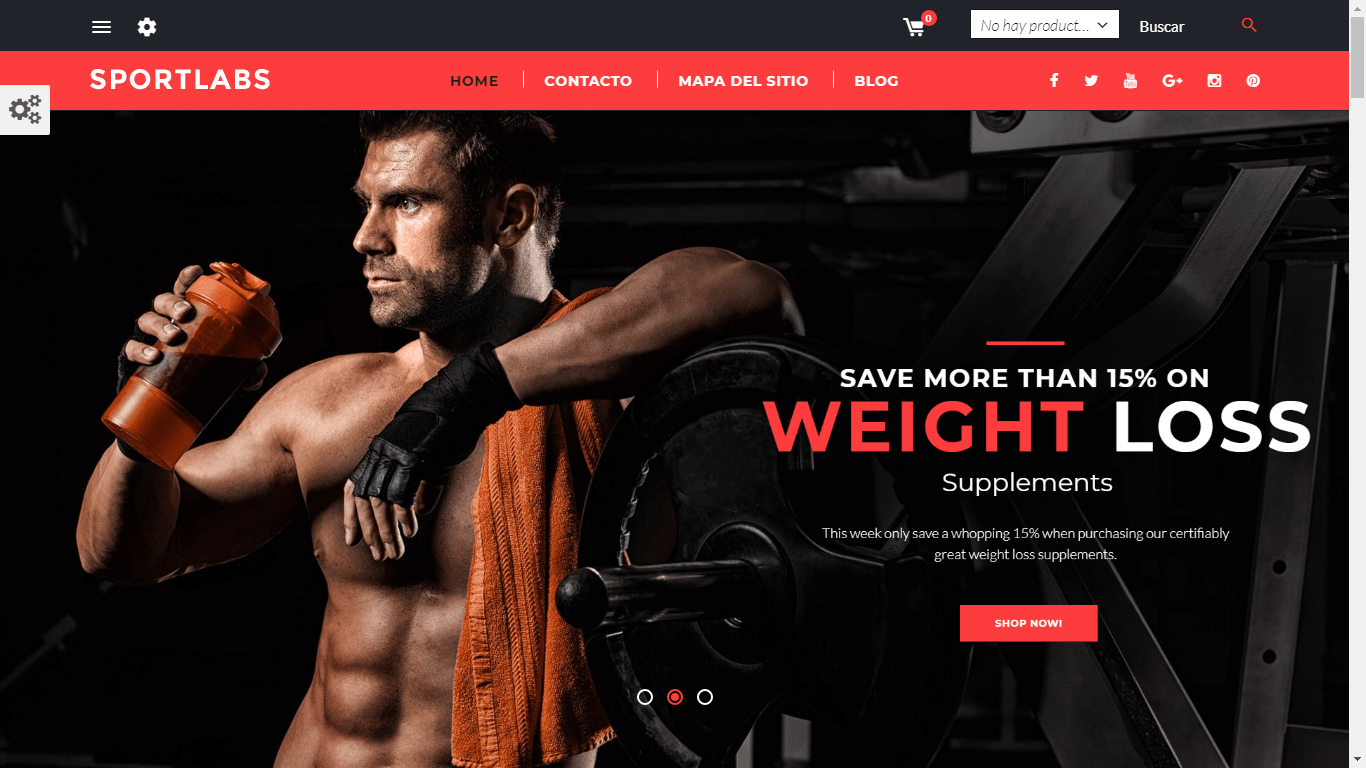 0
No hay product...
Buscar
SPORTLABS
HOME
CONTACTO
MAPA DEL SITIO
BLOG
SAVE MORE THAN 15% ON
WEIGHT LOSS
Supplements
This week only save a whopping 15% when purchasing our certifiably
great weight loss supplements.
SHOP NOW!